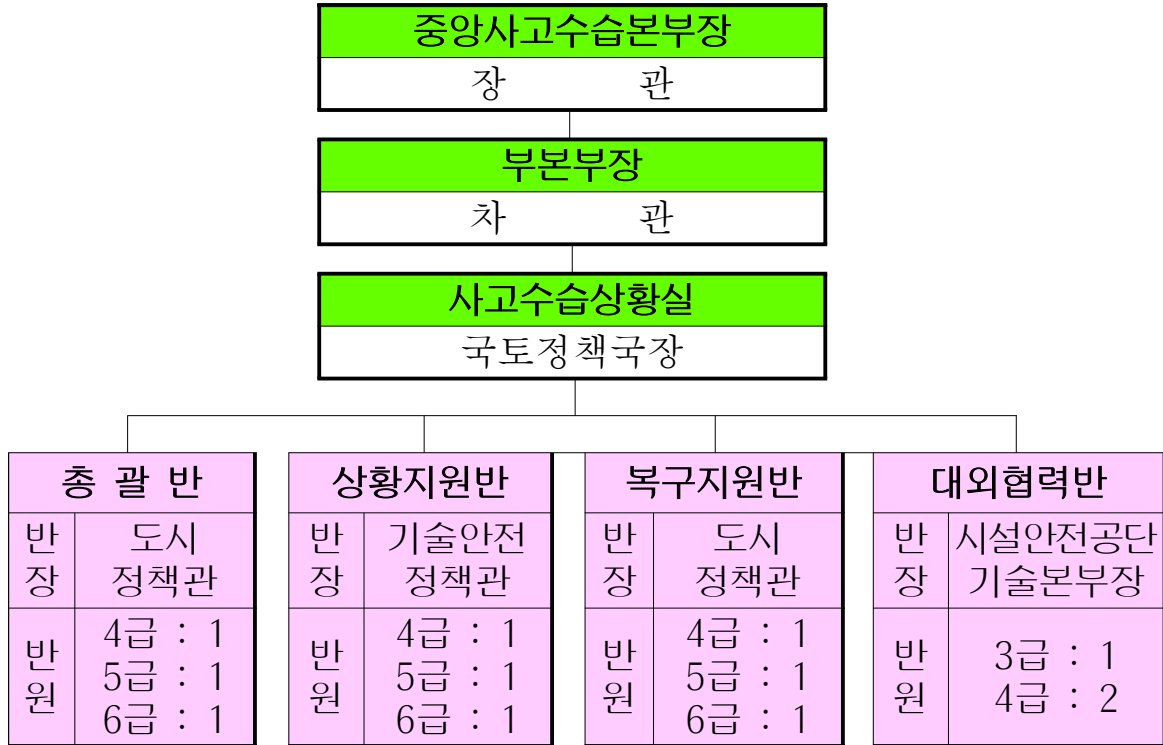 중앙사고수습본부장
장 관
부본부장
차 관
사고수습상황실
국토정책국장
총 괄 반
반장
도시
정책관
반원
4급 : 1
5급 : 1
6급 : 1
상황지원반
반장
기술안전
정책관
반원
4급 : 1
5급 : 1
6급 : 1
복구지원반
반장
도시
정책관
반원
4급 : 1
5급 : 1
6급 : 1
대외협력반
반장
시설안전공단
기술본부장
반원
3급 : 1
4급 : 2